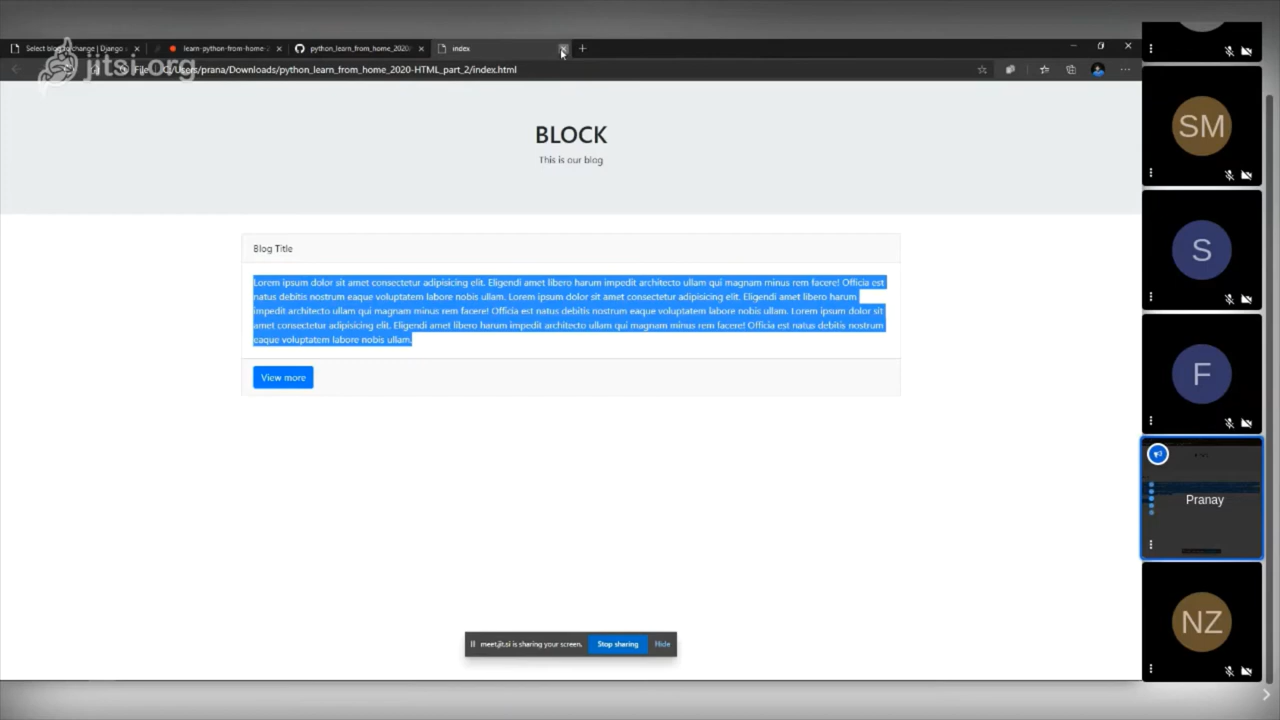 Select blog to change | Django
learn-python-from-home-2
python_learn_from_home_2020
index
jitsi.org
File
C:/Users/prana/Downloads/python_learn_from_home_2020-HTML_part_2/index.html
BLOCK
This is our blog
Blog Title
Lorem ipsum dolor sit amet consectetur adipisicing elit. Eligendi amet libero harum impedit architecto ullam qui magnam minus rem facere! Officia est
natus debitis nostrum eaque voluptatem labore nobis ullam. Lorem ipsum dolor sit amet consectetur adipisicing elit. Eligendi amet libero harum
impedit architecto ullam qui magnam minus rem facere! Officia est natus debitis nostrum eaque voluptatem labore nobis ullam. Lorem ipsum dolor sit
amet consectetur adipisicing elit. Eligendi amet libero harum impedit architecto ullam qui magnam minus rem facere! Officia est natus debitis nostrum
eaque voluptatem labore nobis ullam.
View more
meet.jit.si is sharing your screen.
Stop sharing
Hide
SM
S
F
Pranay
NZ